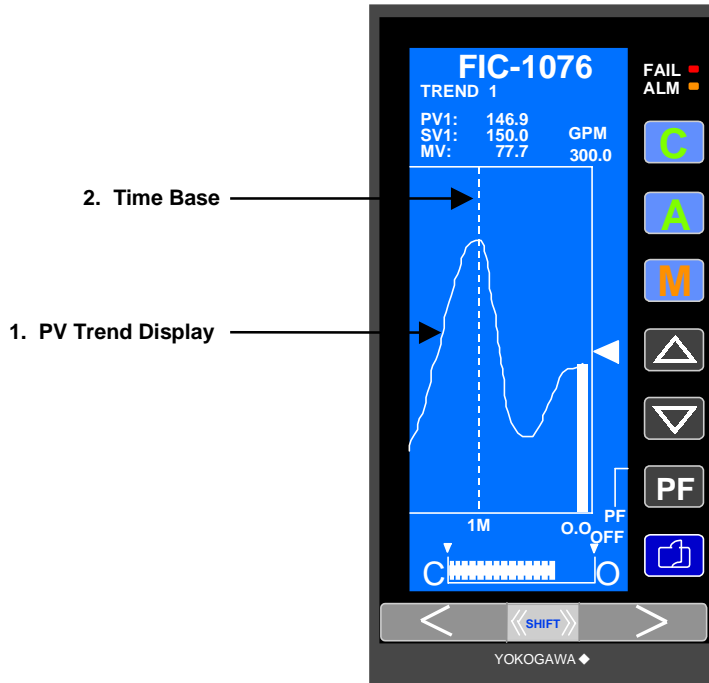 FIC-1076
TREND 1
PV1: 146.9
SV1: 150.0 GPM
MV: 77.7 300.0
FAIL
ALM
C
A
M
2. Time Base
1. PV Trend Display
PF
1M
O.O
PF
OFF
C
O
<
SHIFT
>
YOKOGAWA◆